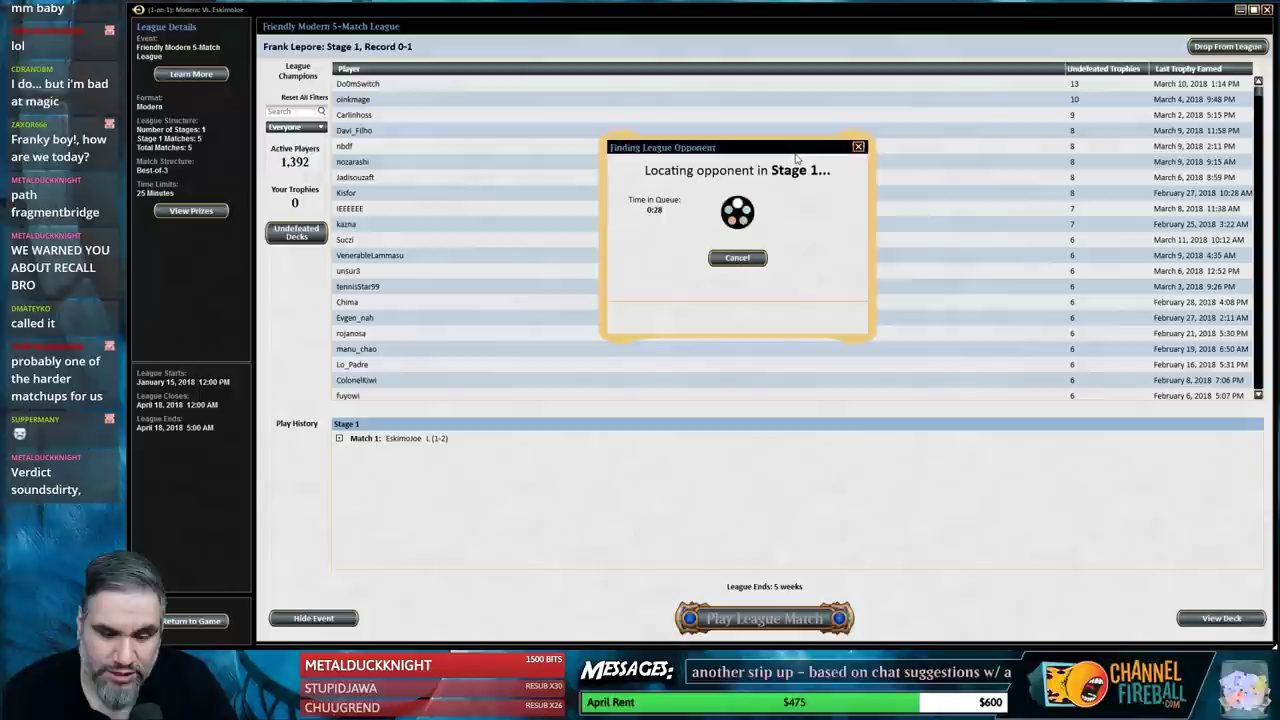 mm baby
lol
CDRANOBM
I do... but i'm bad
at magic
ZAXOR666
Franky boy!, how
are we today?
METALDUCKKNIGHT
path
fragmentbridge
METALDUCKKNIGHT
WE WARNED YOU
ABOUT RECALL
BRO
DMATEYKO
called it
probably one of
the harder
matchups for us
SUPPERMANY
METALDUCKKNIGHT
Verdict
soundsdirty,
(1-on-1): Modern: Vs. EskimoJoe
League Details
Event:
Friendly Modern 5-Match
League
Learn More
Format:
Modern
League Structure:
Number of Stages: 1
Stage 1 Matches: 5
Total Matches: 5
Match Structure:
Best-of-3
Time Limits:
25 Minutes
View Prizes
League Starts:
January 15, 2018 12:00 PM
League Closes:
April 18, 2018 12:00 AM
League Ends:
April 18, 2018 5:00 AM
Return to Game
Friendly Modern 5-Match League
Frank Lepore: Stage 1, Record 0-1
Drop From League
League
Champions
Reset All Filters
Search
Everyone
Active Players
1,392
Your Trophies
0
Undefeated
Decks
Player Undefeated Trophies Last Trophy Earned
Do0mSwitch 13 March 10, 2018 1:14 PM
oinkmage 10 March 4, 2018 9:48 PM
Carlinhoss 9 March 2, 2018 5:15 PM
Davi_Filho 8 March 9, 2018 11:58 PM
nbdf 8 March 9, 2018 2:11 PM
nozarashi 8 March 9, 2018 9:15 AM
Jadisouzaft 8 March 6, 2018 8:59 PM
Kisfor 8 February 27, 2018 10:28 AM
IEEEEEE 7 March 8, 2018 11:38 AM
kazna 7 February 25, 2018 3:22 AM
Suczi 6 March 11, 2018 10:12 AM
VenerableLammasu 6 March 9, 2018 4:35 AM
unsur3 6 March 6, 2018 12:52 PM
tennisStar99 6 March 3, 2018 9:26 PM
Chima 6 February 28, 2018 4:08 PM
Evgen_nah 6 February 27, 2018 2:11 AM
rojanosa 6 February 21, 2018 5:30 PM
manu_chao 6 February 19, 2018 6:50 AM
Lo_Padre 6 February 16, 2018 5:31 PM
ColonelKiwi 6 February 8, 2018 7:06 PM
fuyowi 6 February 6, 2018 5:07 PM
Finding League Opponent
Locating opponent in Stage 1...
Time in Queue:
0:28
Cancel
Play History
Stage 1
Match 1: EskimoJoe L (1-2)
League Ends: 5 weeks
Hide Event
Play League Match
View Deck
METALDUCKKNIGHT 1500 BITS
STUPIDJAWA RESUB X30
CHUUGREND RESUB X26
MESSAGES: another stip up – based on chat suggestions w/ a
April Rent $475 $600
CHANNEL
FIREBALL
.COM